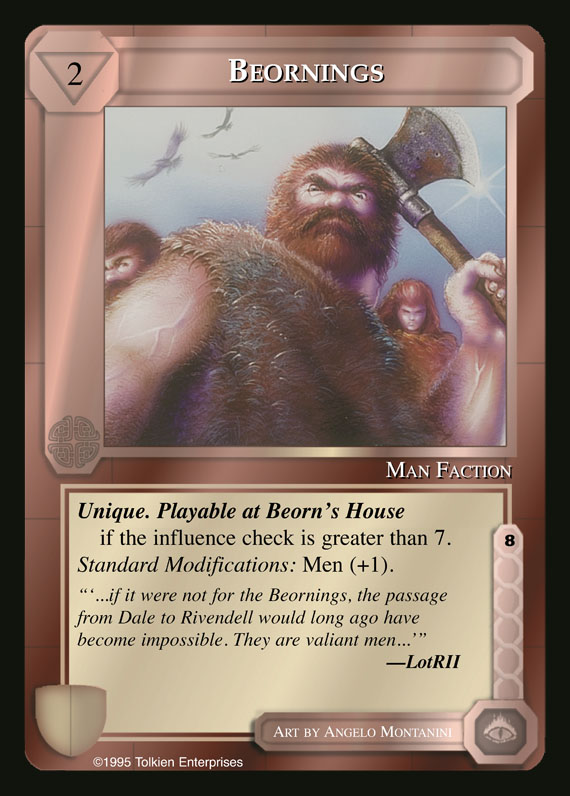 2
BEORNINGS
MAN FACTION
Unique. Playable at Beorn's House
if the influence check is greater than 7.
Standard Modifications: Men (+1).
8
“‘...if it were not for the Beornings, the passage
from Dale to Rivendell would long ago have
become impossible. They are valiant men...’”
—LotRII
ART BY ANGELO MONTANINI
©1995 Tolkien Enterprises